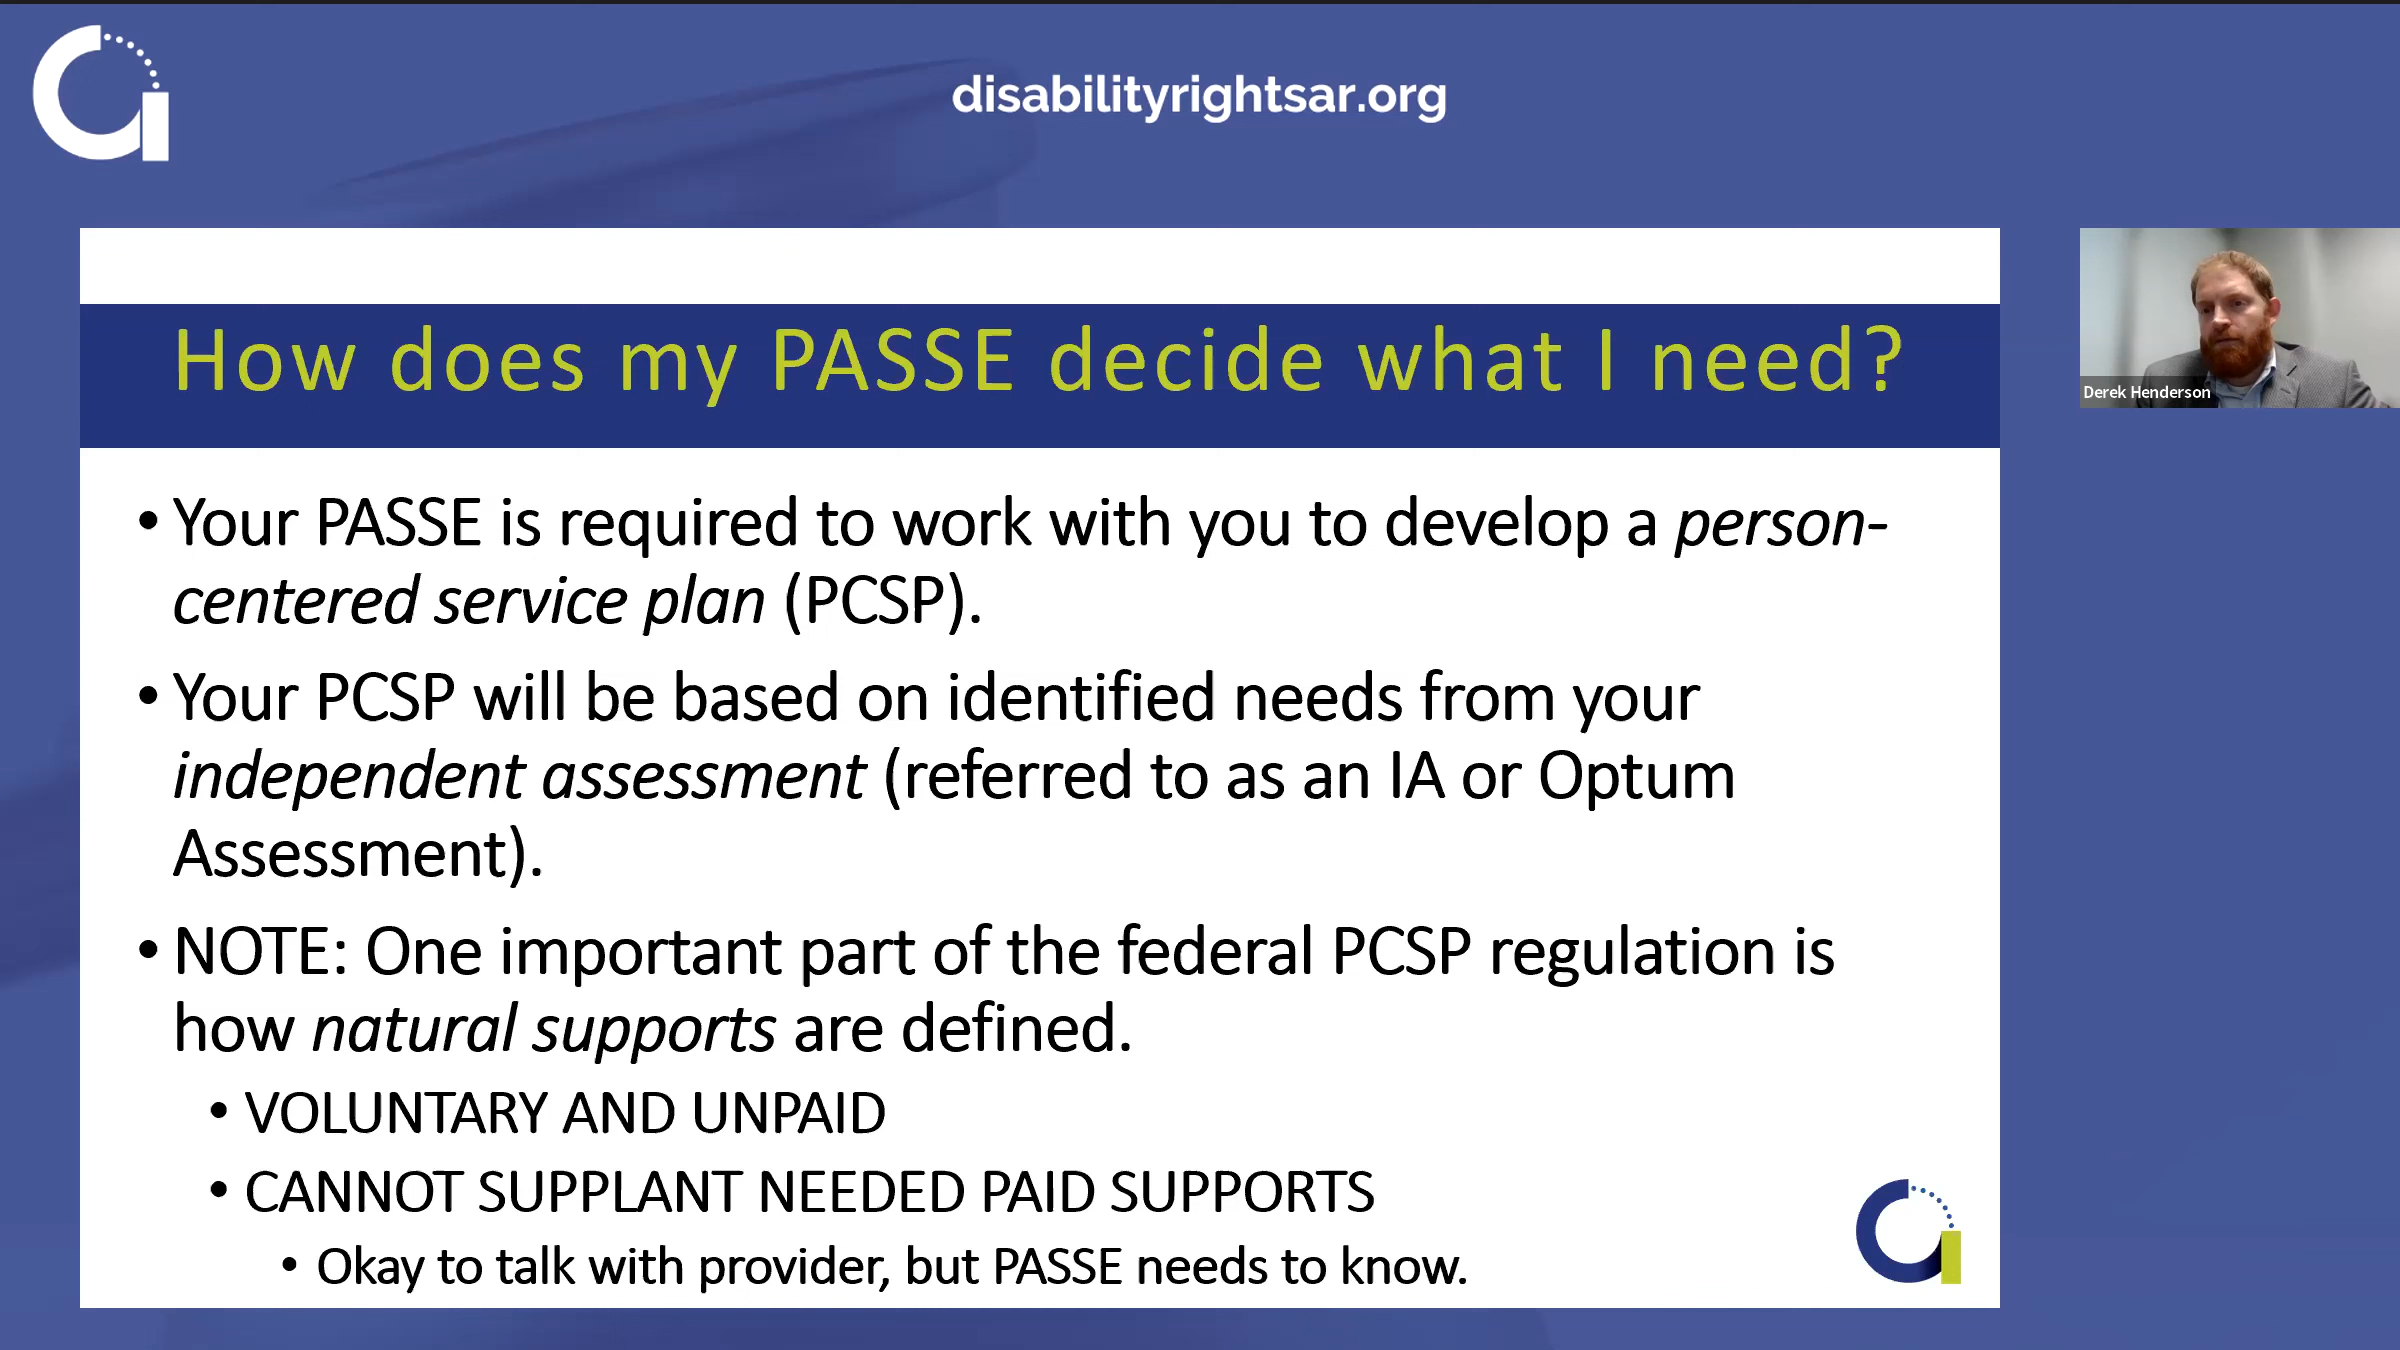 disabilityrightsar.org
How does my PASSE decide what I need?
Derek Henderson
• Your PASSE is required to work with you to develop a person-
centered service plan (PCSP).
• Your PCSP will be based on identified needs from your
independent assessment (referred to as an IA or Optum
Assessment).
• NOTE: One important part of the federal PCSP regulation is
how natural supports are defined.
• VOLUNTARY AND UNPAID
• CANNOT SUPPLANT NEEDED PAID SUPPORTS
• Okay to talk with provider, but PASSE needs to know.